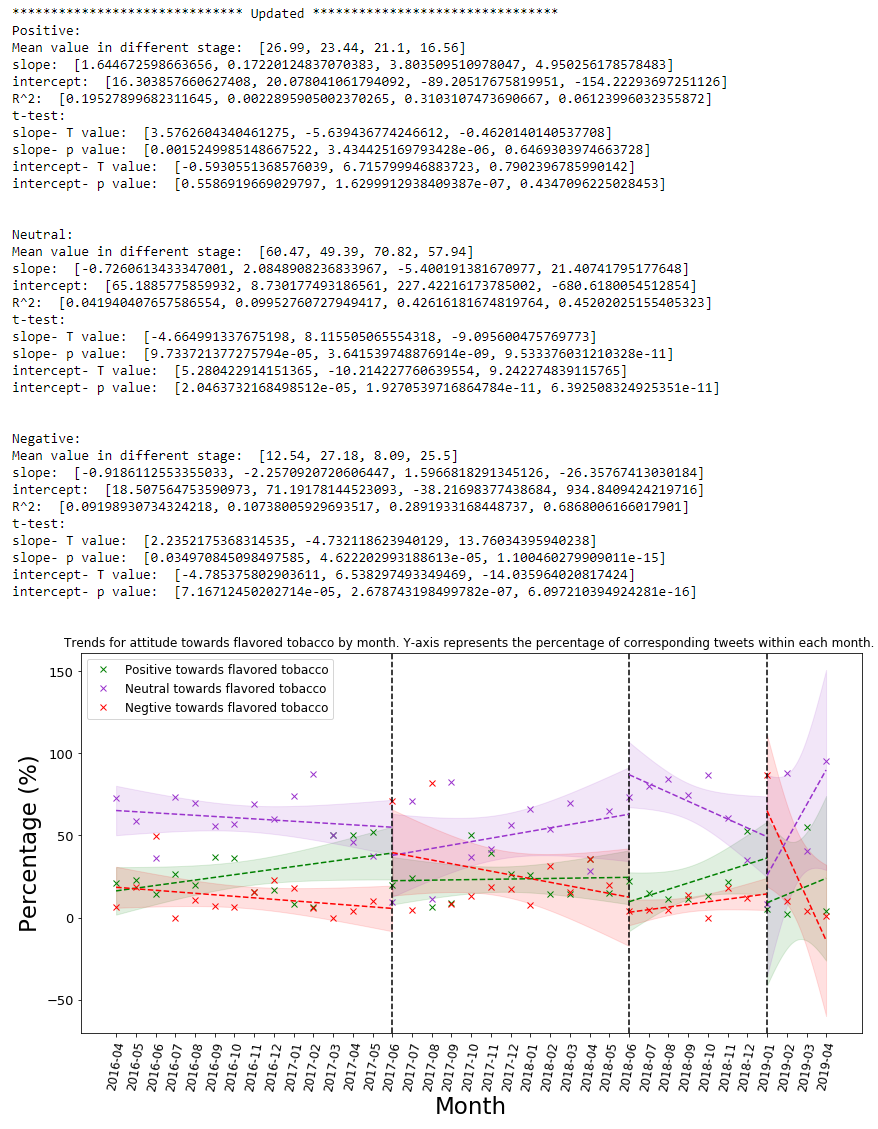 ****************************** Updated ********************************
Positive:
Mean value in different stage:  [26.99, 23.44, 21.1, 16.56]
slope:  [1.644672598663656, 0.17220124837070383, 3.803509510978047, 4.950256178578483]
intercept:  [16.303857660627408, 20.078041061794092, -89.20517675819951, -154.22293697251126]
R^2:  [0.19527899682311645, 0.0022895905002370265, 0.3103107473690667, 0.06123996032355872]
t-test:
slope- T value:  [3.5762604340461275, -5.639436774246612, -0.4620140140537708]
slope- p value:  [0.0015249985148667522, 3.434425169793428e-06, 0.6469303974663728]
intercept- T value:  [-0.5930551368576039, 6.715799946883723, 0.7902396785990142]
intercept- p value:  [0.5586919669029797, 1.6299912938409387e-07, 0.4347096225028453]
Neutral:
Mean value in different stage:  [60.47, 49.39, 70.82, 57.94]
slope:  [-0.7260613433347001, 2.0848908236833967, -5.400191381670977, 21.40741795177648]
intercept:  [65.1885775859932, 8.730177493186561, 227.42216173785002, -680.6180054512854]
R^2:  [0.041940407657586554, 0.09952760727949417, 0.42616181674819764, 0.45202025155405323]
t-test:
slope- T value:  [-4.664991337675198, 8.115505065554318, -9.095600475769773]
slope- p value:  [9.733721377275794e-05, 3.641539748876914e-09, 9.533376031210328e-11]
intercept- T value:  [5.280422914151365, -10.214227760639554, 9.242274839115765]
intercept- p value:  [2.0463732168498512e-05, 1.9270539716864784e-11, 6.392508324925351e-11]
Negative:
Mean value in different stage:  [12.54, 27.18, 8.09, 25.5]
slope:  [-0.9186112553355033, -2.2570920720606447, 1.5966818291345126, -26.35767413030184]
intercept:  [18.507564753590973, 71.19178144523093, -38.21698377438684, 934.8409424219716]
R^2:  [0.09198930734324218, 0.10738005929693517, 0.2891933168448737, 0.6868006166017901]
t-test:
slope- T value:  [2.2352175368314535, -4.732118623940129, 13.76034395940238]
slope- p value:  [0.034970845098497585, 4.622202993188613e-05, 1.100460279909011e-15]
intercept- T value:  [-4.785375802903611, 6.538297493349469, -14.035964020817424]
intercept- p value:  [7.16712450202714e-05, 2.678743198499782e-07, 6.097210394924281e-16]
Trends for attitude towards flavored tobacco by month. Y-axis represents the percentage of corresponding tweets within each month.
Positive towards flavored tobacco
Neutral towards flavored tobacco
Negtive towards flavored tobacco
Percentage (%)
150
100
50
0
−50
2016-04
2016-05
2016-06
2016-07
2016-08
2016-09
2016-10
2016-11
2016-12
2017-01
2017-02
2017-03
2017-04
2017-05
2017-06
2017-07
2017-08
2017-09
2017-10
2017-11
2017-12
2018-01
2018-02
2018-03
2018-04
2018-05
2018-06
2018-07
2018-08
2018-09
2018-10
2018-11
2018-12
2019-01
2019-02
2019-03
2019-04
Month